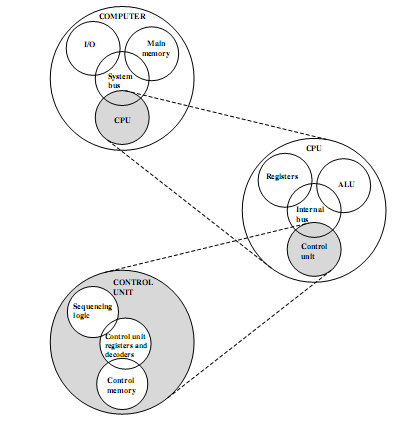 COMPUTER
I/O
Main
memory
System
bus
CPU
CPU
Registers
ALU
Internal
bus
Control
unit
CONTROL
UNIT
Sequencing
logic
Control unit
registers and
decoders
Control
memory